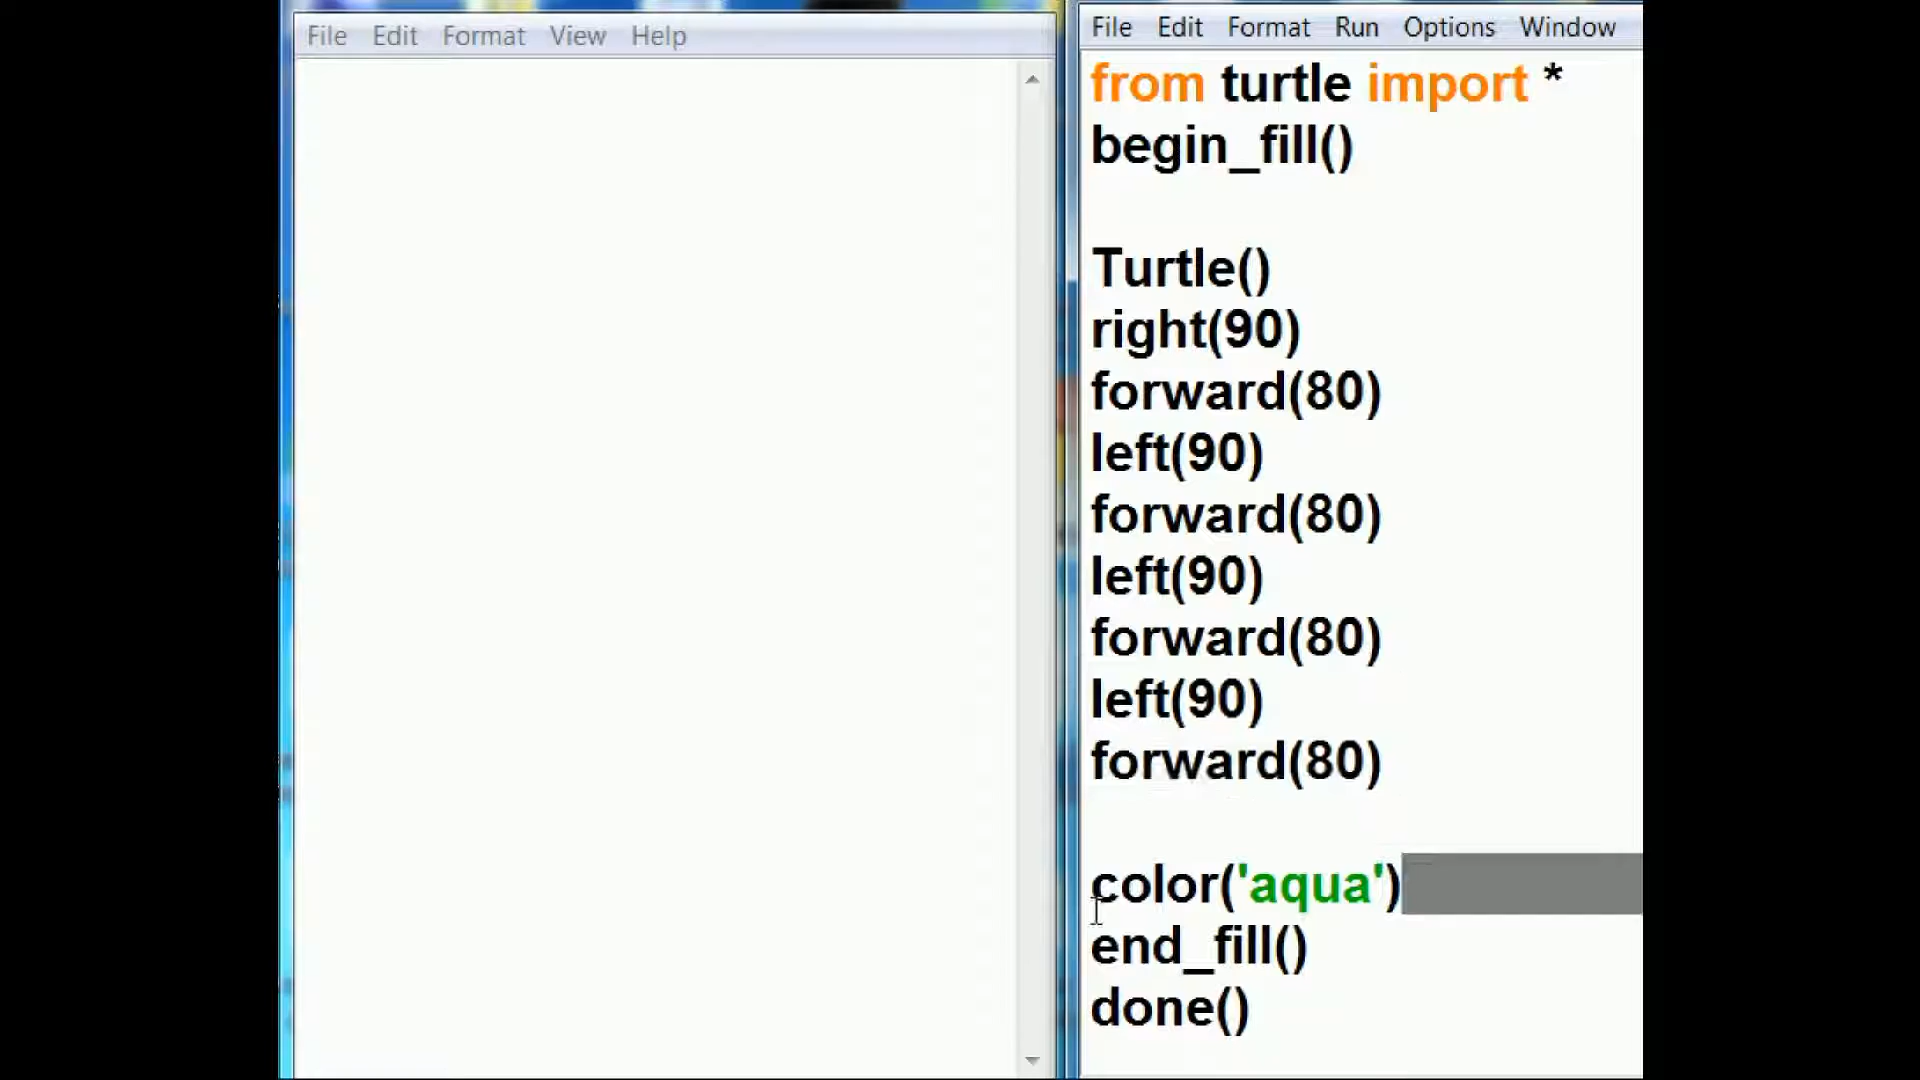 File Edit Format View Help
File Edit Format Run Options Window
from turtle import *
begin_fill()
Turtle()
right(90)
forward(80)
left(90)
forward(80)
left(90)
forward(80)
left(90)
forward(80)
color('aqua')
end_fill()
done()